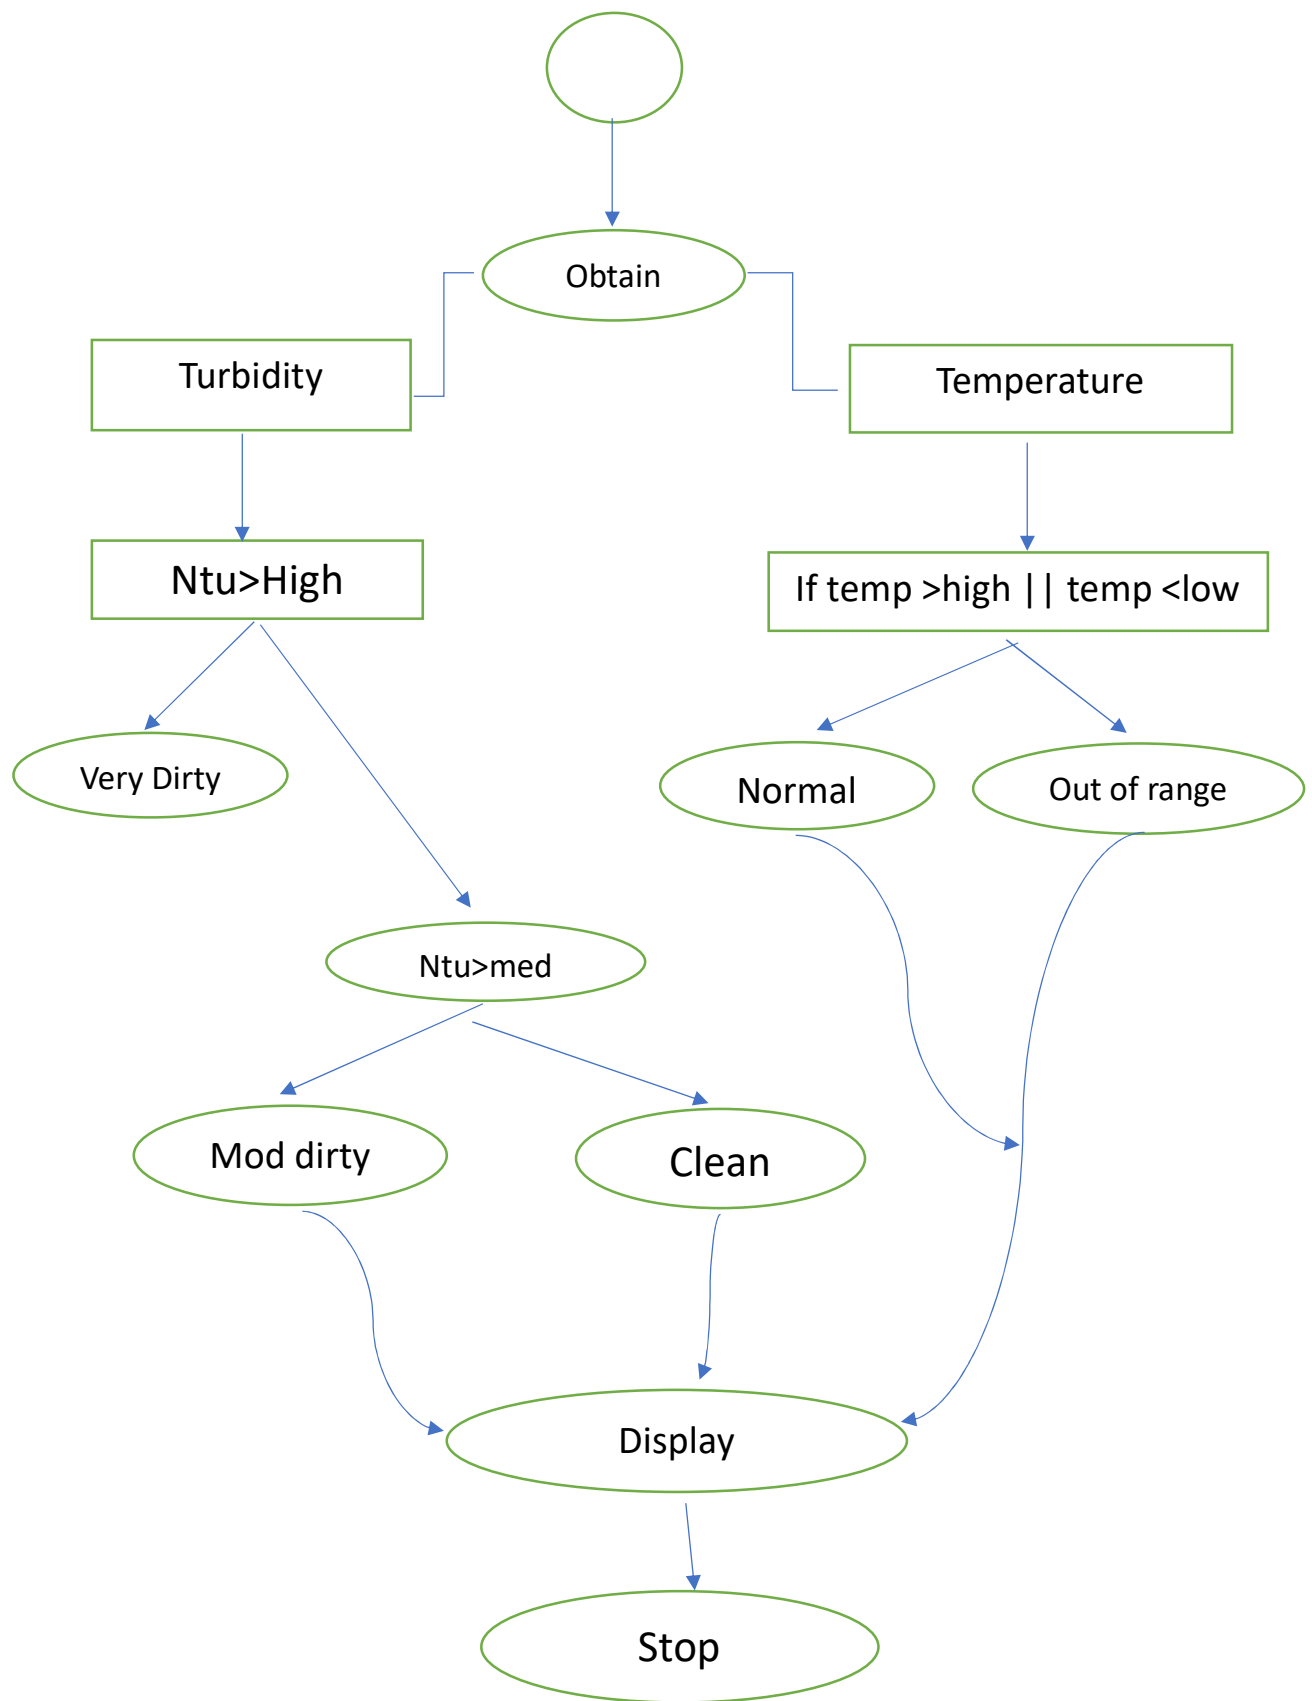 Obtain
Turbidity
Temperature
Ntu>High
If temp >high || temp <low
Very Dirty
Normal
Out of range
Ntu>med
Mod dirty
Clean
Display
Stop